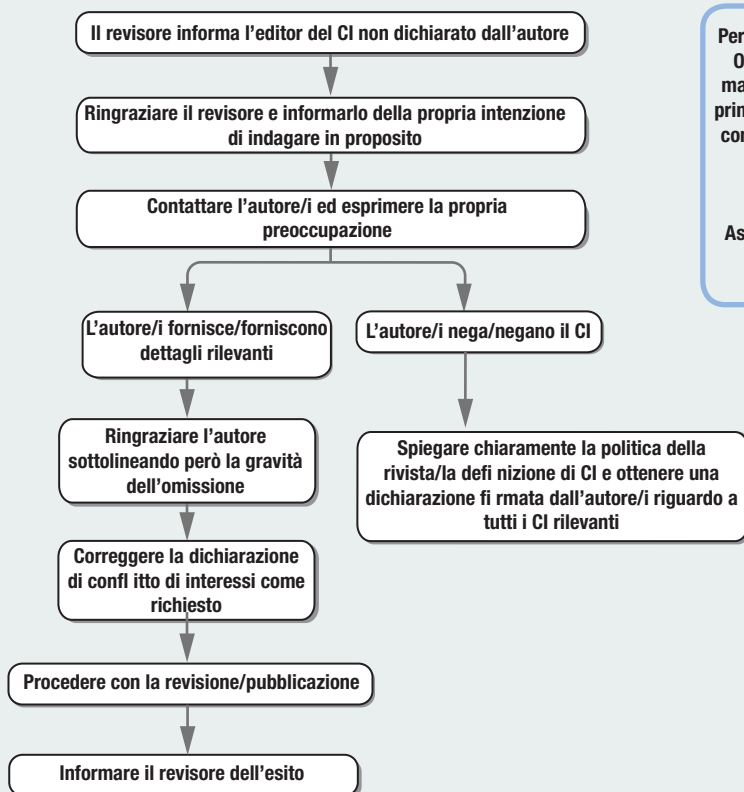 Il revisore informa l'editor del CI non dichiarato dall'autore
Ringraziare il revisore e informarlo della propria intenzione
di indagare in proposito
Contattare l'autore/i ed esprimere la propria
preoccupazione
L'autore/i fornisce/forniscono
dettagli rilevanti
L'autore/i nega/negano il CI
Ringraziare l'autore
sottolineando però la gravità
dell'omissione
Spiegare chiaramente la politica della
rivista/la defi nizione di CI e ottenere una
dichiarazione fi rmata dall'autore/i riguardo a
tutti i CI rilevanti
Correggere la dichiarazione
di confl itto di interessi come
richiesto
Procedere con la revisione/pubblicazione
Informare il revisore dell'esito
Per